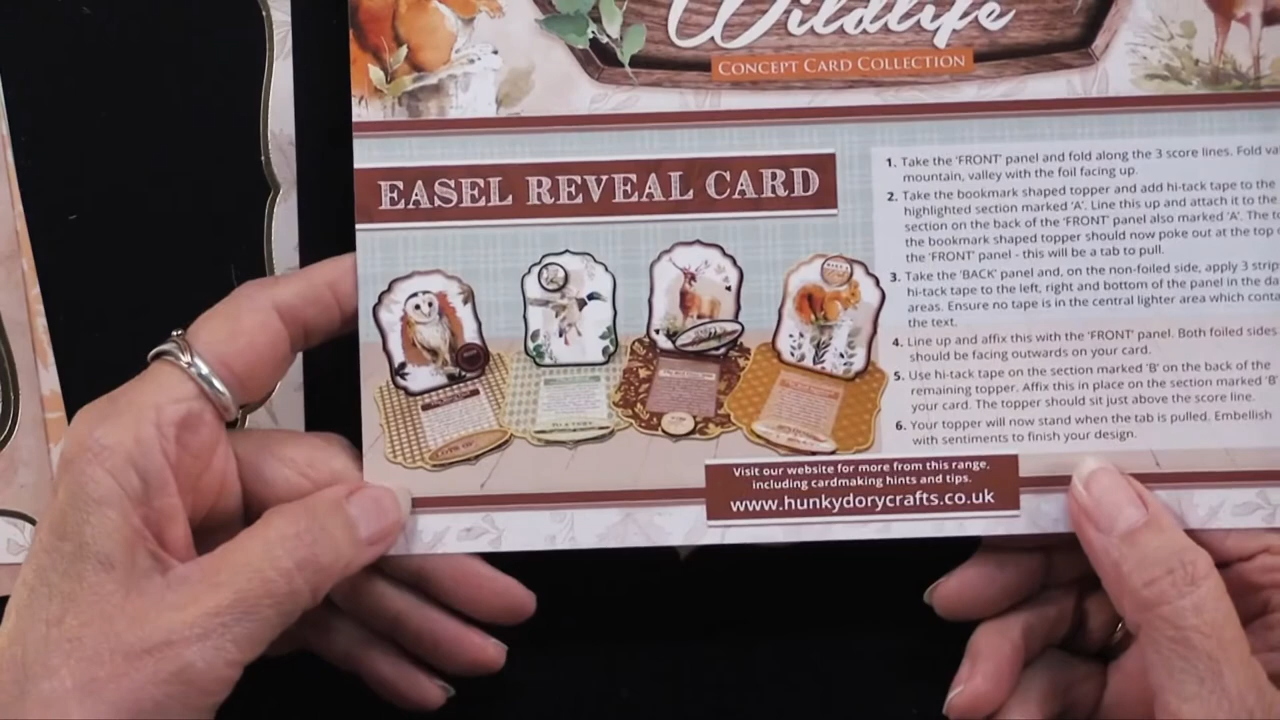 Wildlife
CONCEPT CARD COLLECTION
EASEL REVEAL CARD
1. Take the 'FRONT' panel and fold along the 3 score lines. Fold
mountain, valley with the foil facing up.
2. Take the bookmark shaped topper and add hi-tack tape to the
highlighted section marked 'A'. Line this up and attach it to the
section on the back of the 'FRONT' panel also marked 'A'. The
the bookmark shaped topper should now poke out at the top
the 'FRONT' panel - this will be a tab to pull.
3. Take the 'BACK' panel and, on the non-foiled side, apply 3
hi-tack tape to the left, right and bottom of the panel in the
areas. Ensure no tape is in the central lighter area which
the text.
4. Line up and affix this with the 'FRONT' panel. Both foiled sides
should be facing outwards on your card.
5. Use hi-tack tape on the section marked 'B' on the back of the
remaining topper. Affix this in place on the section marked 'B'
your card. The topper should sit just above the score line.
6. Your topper will now stand when the tab is pulled. Embellish
with sentiments to finish your design.
Visit our website for more from this range,
including cardmaking hints and tips.
www.hunkydorycrafts.co.uk